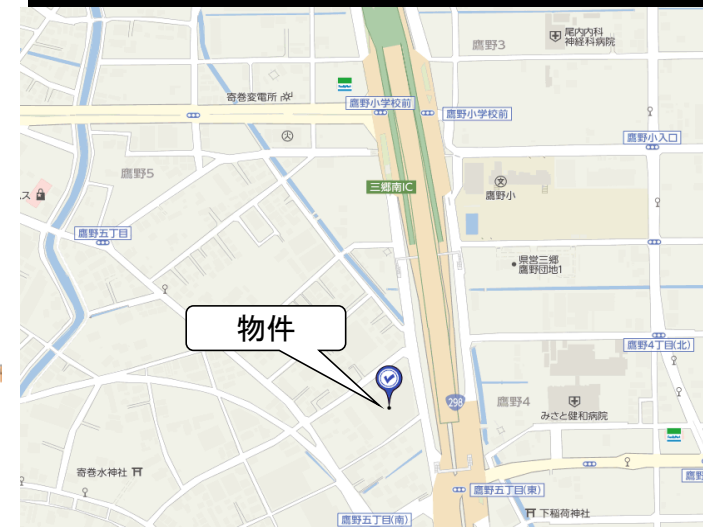 尾内内科
神経科病院
鷹野3
寄巻変電所
鷹野小学校前
鷹野小学校前
鷹野小入口
鷹野5
三郷南IC
文
鷹野小
ス
鷹野五丁目
県営三郷
鷹野団地1
物件
鷹野4丁目(北)
298
鷹野4
みさと健和病院
寄巻水神社
鷹野
鷹野五丁目(東)
鷹野五丁目(南)
下稲荷神社